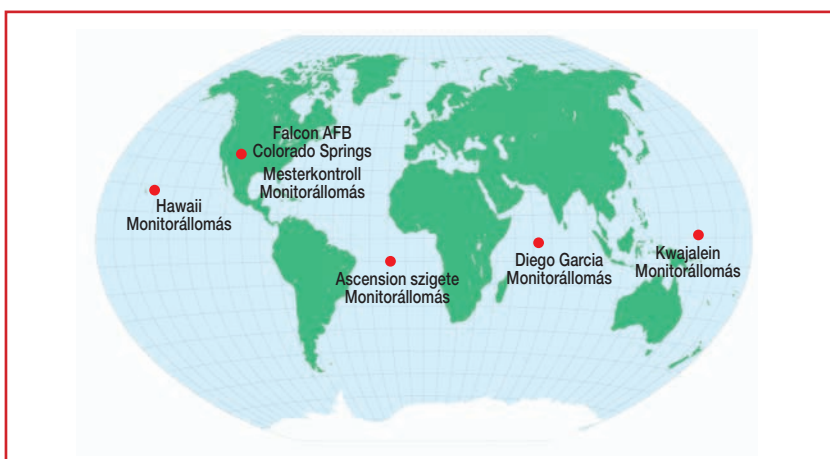 Falcon AFB
Colorado Springs
Mesterkontroll
Monitorállomás
Hawaii
Monitorállomás
Ascension szigete
Monitorállomás
Diego Garcia
Monitorállomás
Kwajalein
Monitorállomás